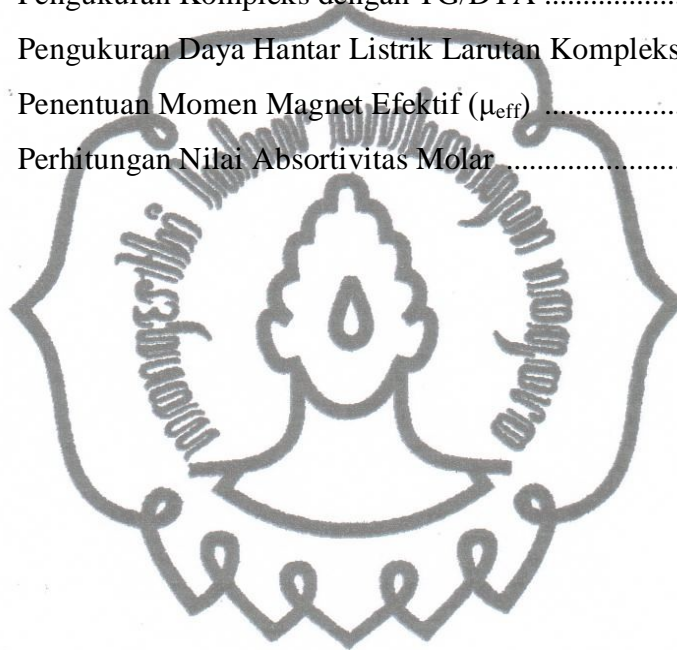 Pengukuran Kompleks dengan TG/DTA ......................
Pengukuran Daya Hantar Listrik Larutan Kompleks
Penentuan Momen Magnet Efektif (μeff) ......................
Perhitungan Nilai Absortivitas Molar ............................